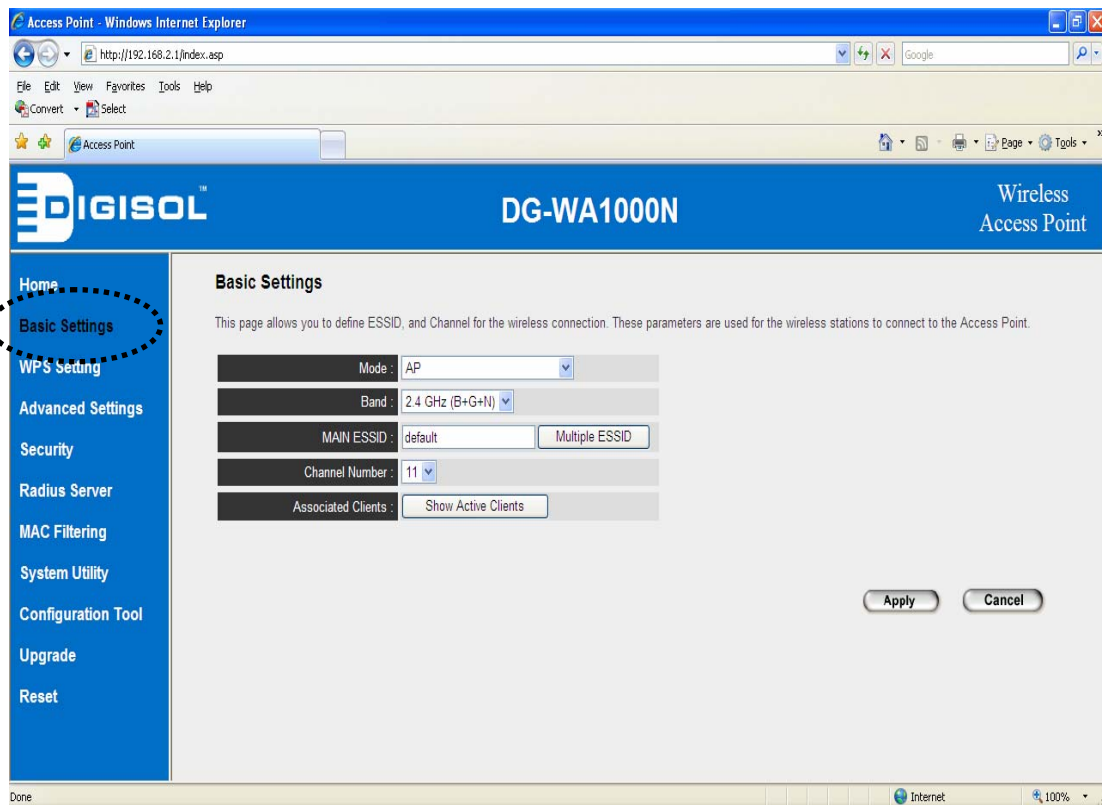 Access Point - Windows Internet Explorer
http://192.168.2.1/index.asp
Google
File Edit View Favorites Tools Help
Convert Select
Access Point
Page Tools
DIGISOL™
DG-WA1000N
Wireless
Access Point
Home
Basic Settings
WPS Setting
Advanced Settings
Security
Radius Server
MAC Filtering
System Utility
Configuration Tool
Upgrade
Reset
Basic Settings
This page allows you to define ESSID, and Channel for the wireless connection. These parameters are used for the wireless stations to connect to the Access Point.
Mode : AP
Band : 2.4 GHz (B+G+N)
MAIN ESSID : default Multiple ESSID
Channel Number : 11
Associated Clients : Show Active Clients
Apply Cancel
Done
Internet
100%